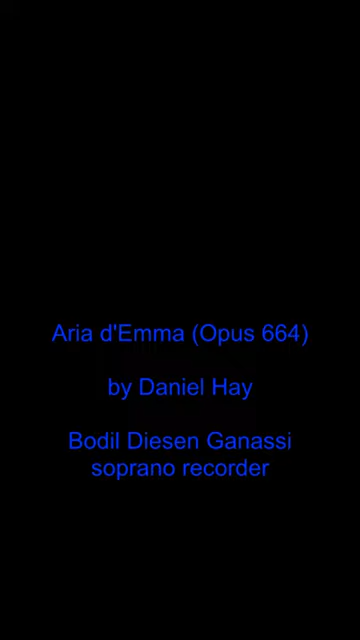 Aria d'Emma (Opus 664)
by Daniel Hay
Bodil Diesen Ganassi
soprano recorder